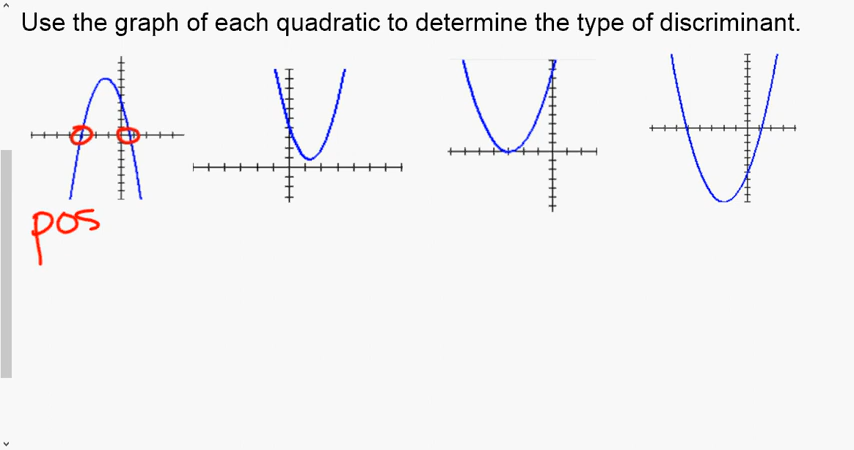 Use the graph of each quadratic to determine the type of discriminant.
pos